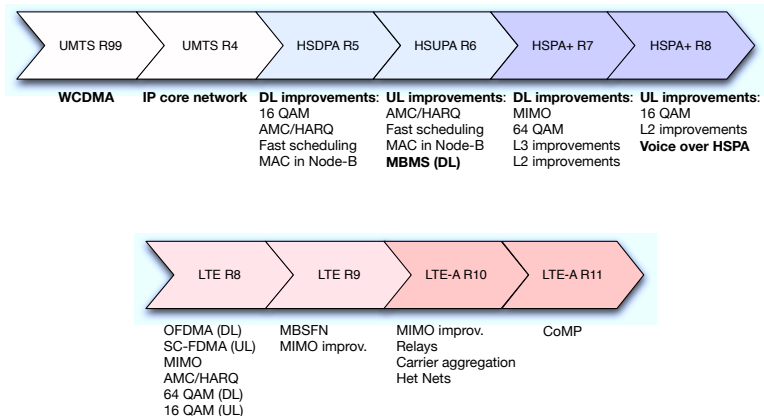 UMTS R99
UMTS R4
HSDPA R5
HSUPA R6
HSPA+ R7
HSPA+ R8
WCDMA
IP core network
DL improvements:
16 QAM
AMC/HARQ
Fast scheduling
MAC in Node-B
UL improvements:
AMC/HARQ
Fast scheduling
MAC in Node-B
MBMS (DL)
DL improvements:
MIMO
64 QAM
L3 improvements
L2 improvements
UL improvements:
16 QAM
L2 improvements
Voice over HSPA
LTE R8
LTE R9
LTE-A R10
LTE-A R11
OFDMA (DL)
SC-FDMA (UL)
MIMO
AMC/HARQ
64 QAM (DL)
16 QAM (UL)
MBSFN
MIMO improv.
MIMO improv.
Relays
Carrier aggregation
Het Nets
CoMP